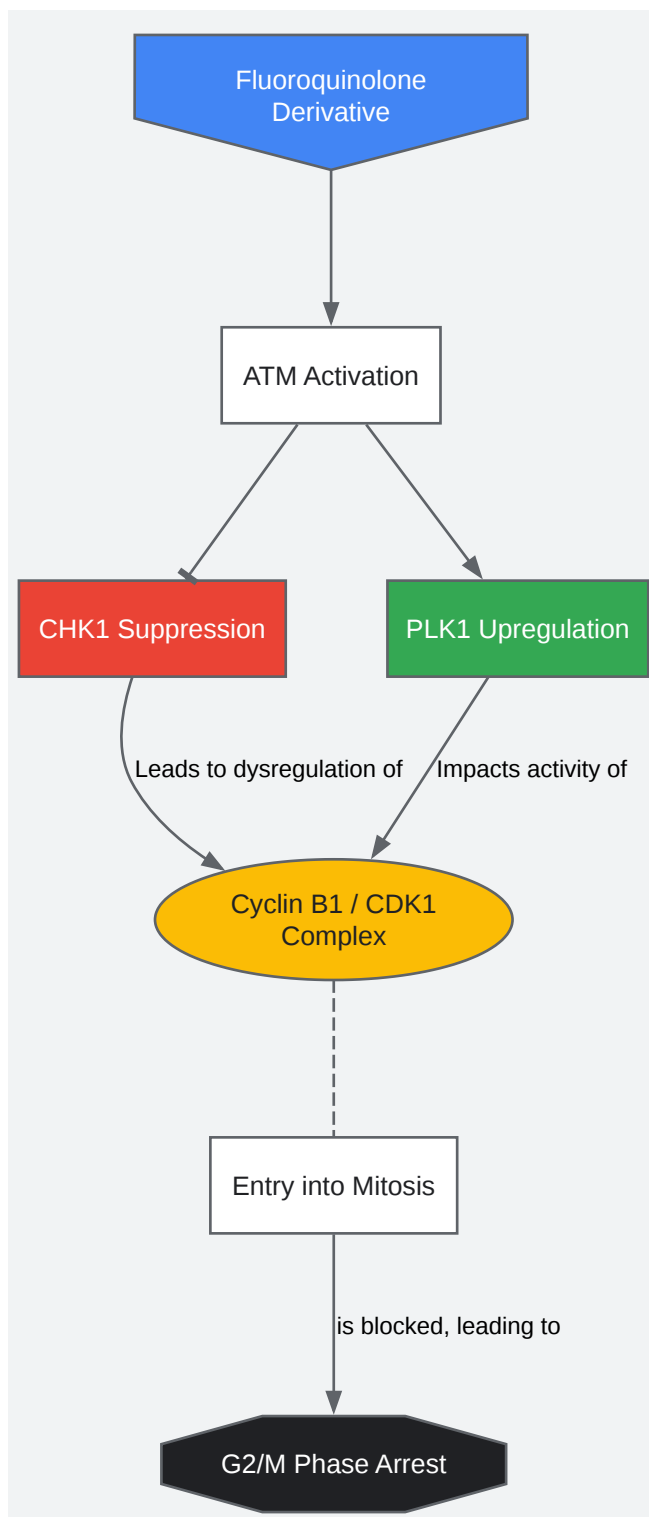 Fluoroquinolone
Derivative
ATM Activation
CHK1 Suppression
PLK1 Upregulation
Leads to dysregulation of
Impacts activity of
Cyclin B1 / CDK1
Complex
Entry into Mitosis
is blocked, leading to
G2/M Phase Arrest